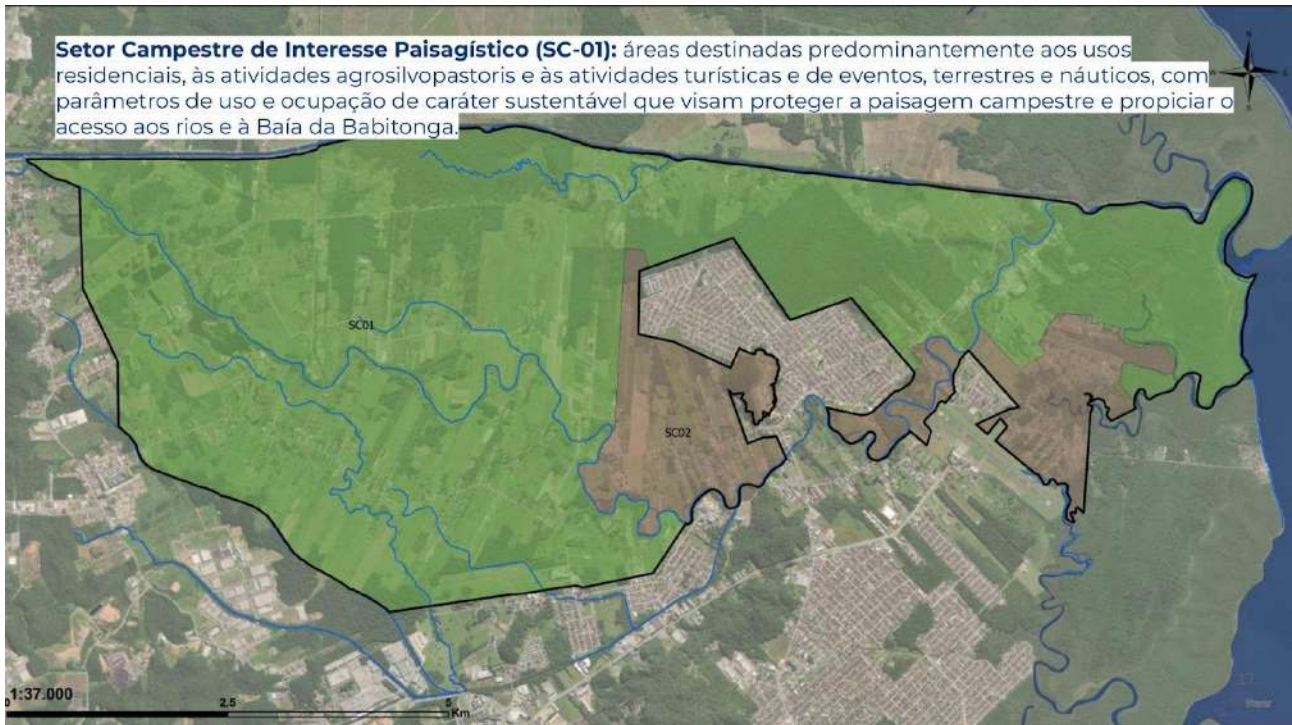 Setor Campestre de Interesse Paisagístico (SC-01): áreas destinadas predominantemente aos usos
residenciais, às atividades agrosilvopastoris e às atividades turísticas e de eventos, terrestres e náuticos, com
parâmetros de uso e ocupação de caráter sustentável que visam proteger a paisagem campestre e propiciar o
acesso aos rios e à Baía da Babitonga.
SC01
SC02
17
1:37.000
0 2,5 5
Km